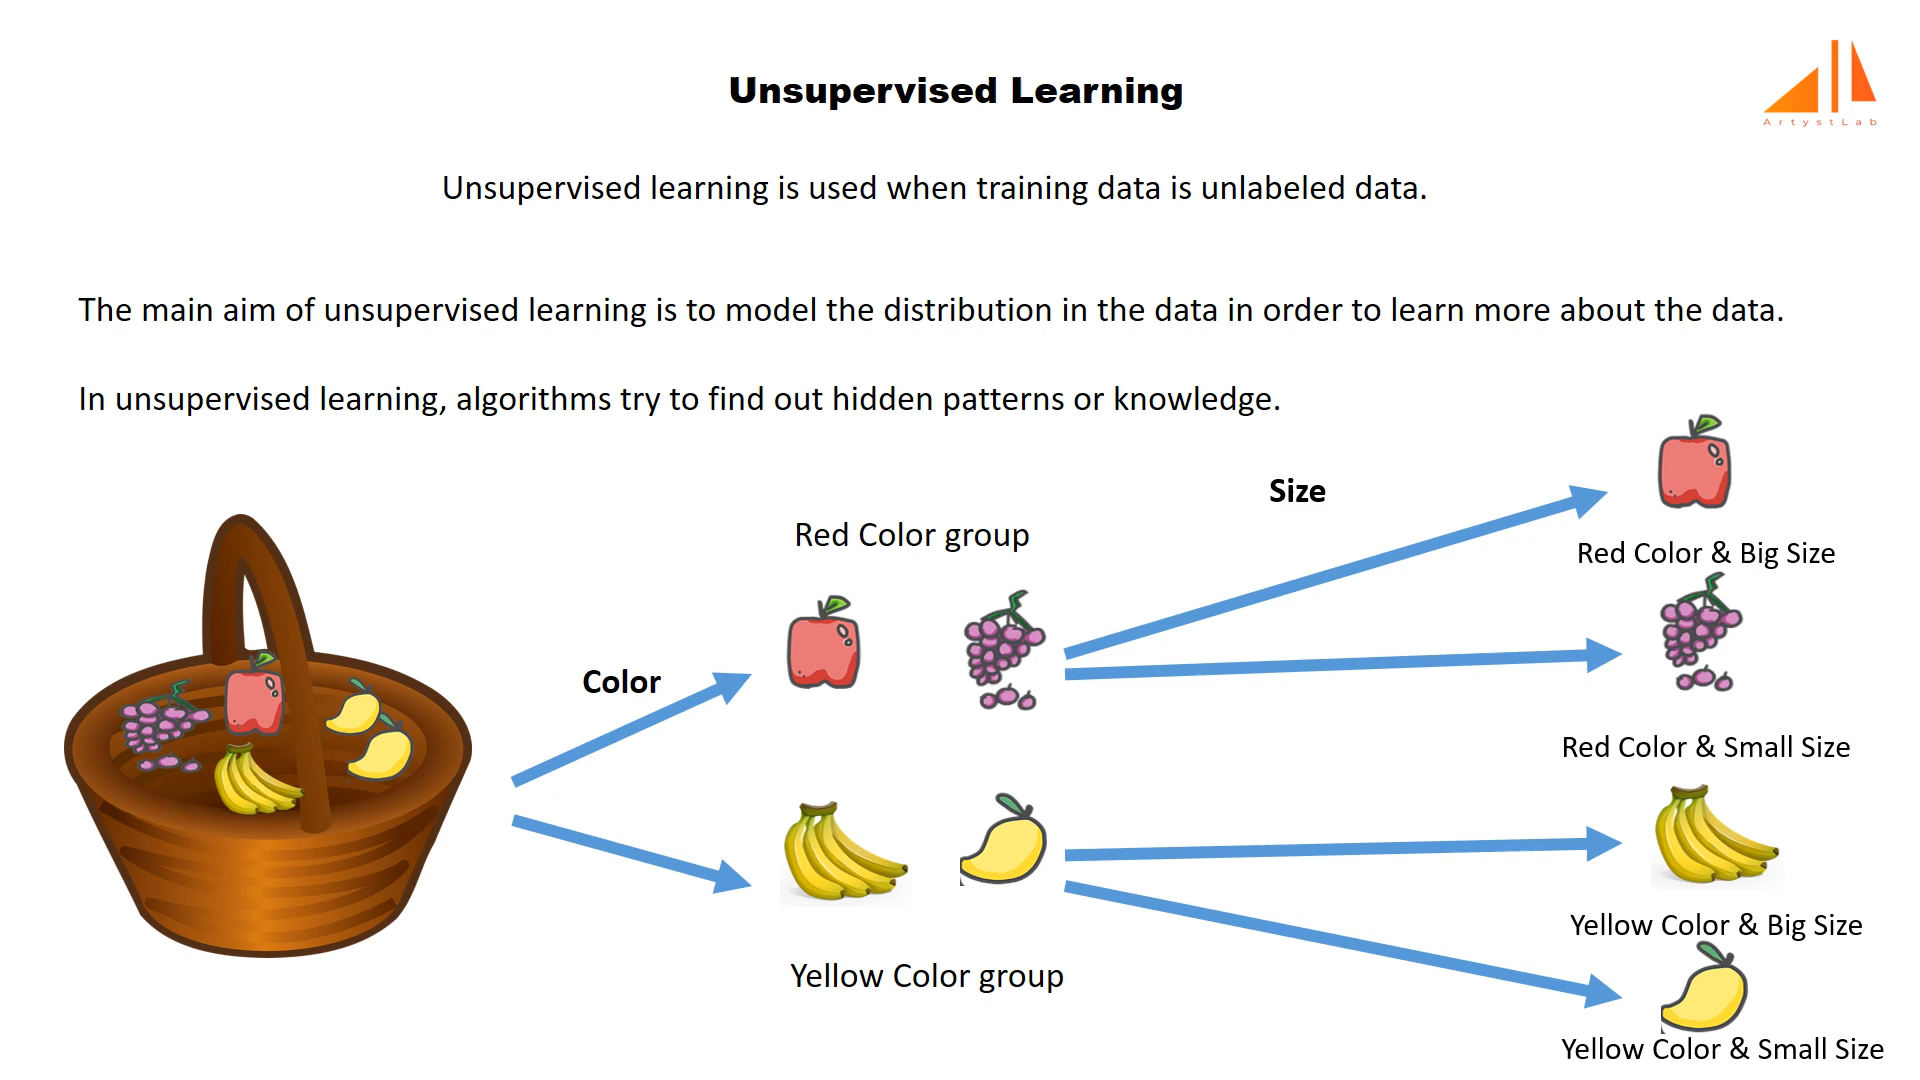 Unsupervised Learning
ArtystLab
Unsupervised learning is used when training data is unlabeled data.
The main aim of unsupervised learning is to model the distribution in the data in order to learn more about the data.
In unsupervised learning, algorithms try to find out hidden patterns or knowledge.
Size
Red Color group
Red Color & Big Size
Color
Red Color & Small Size
Yellow Color & Big Size
Yellow Color group
Yellow Color & Small Size